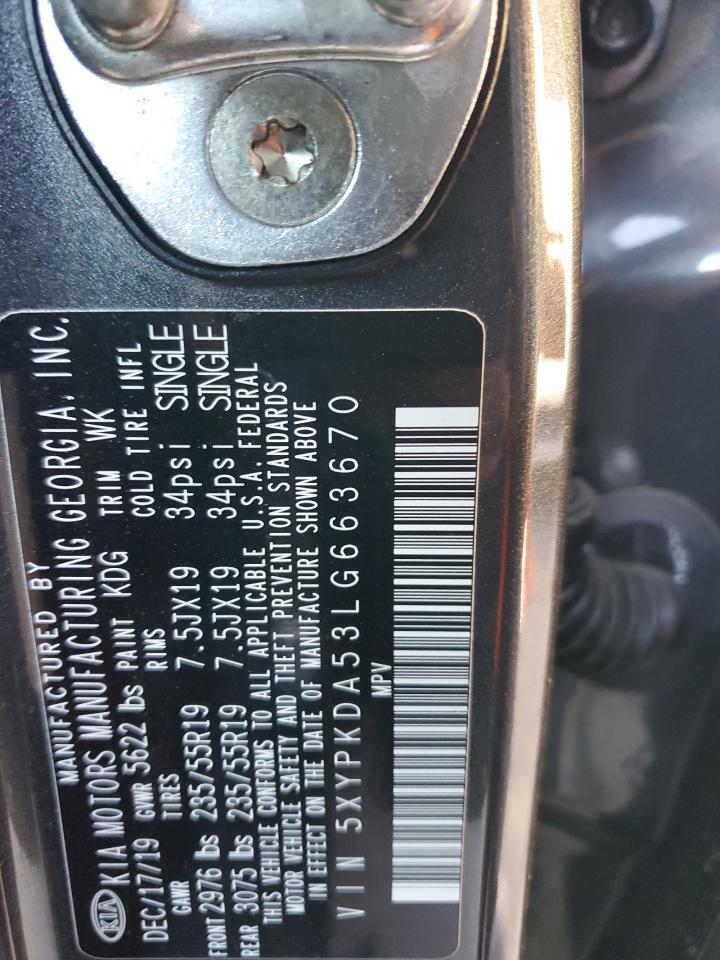 MANUFACTURED BY
KIA KIA MOTORS MANUFACTURING GEORGIA, INC.
DEC/17/19 GVWR 5622 lbs PAINT KDG TRIM WK
GAWR TIRES RIMS COLD TIRE INFL
FRONT 2976 lbs 235/55R19 7.5JX19 34psi SINGLE
REAR 3075 lbs 235/55R19 7.5JX19 34psi SINGLE
THIS VEHICLE CONFORMS TO ALL APPLICABLE U.S.A. FEDERAL
MOTOR VEHICLE SAFETY AND THEFT PREVENTION STANDARDS
IN EFFECT ON THE DATE OF MANUFACTURE SHOWN ABOVE
VIN 5XYPKDA53LG663670
MPV